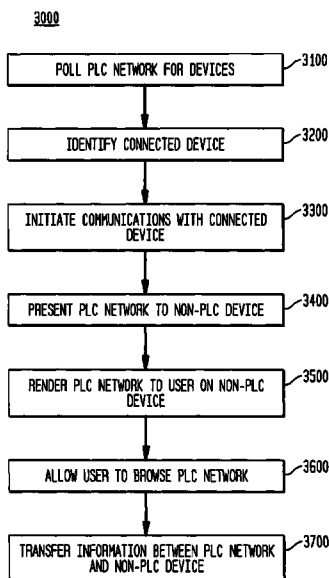 3000
POLL PLC NETWORK FOR DEVICES
3100
IDENTIFY CONNECTED DEVICE
3200
INITIATE COMMUNICATIONS WITH CONNECTED
DEVICE
3300
PRESENT PLC NETWORK TO NON-PLC DEVICE
3400
RENDER PLC NETWORK TO USER ON NON-PLC
DEVICE
3500
ALLOW USER TO BROWSE PLC NETWORK
3600
TRANSFER INFORMATION BETWEEN PLC NETWORK
AND NON-PLC DEVICE
3700